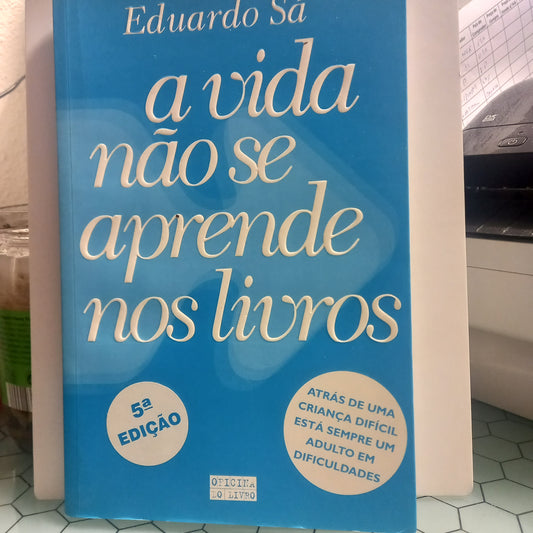 Eduardo Sá
a vida
não se
aprende
nos livros
5ª
EDIÇÃO
ATRÁS DE UMA
CRIANÇA DIFÍCIL
ESTÁ SEMPRE UM
ADULTO EM
DIFICULDADES
OFICINA
DO LIVRO